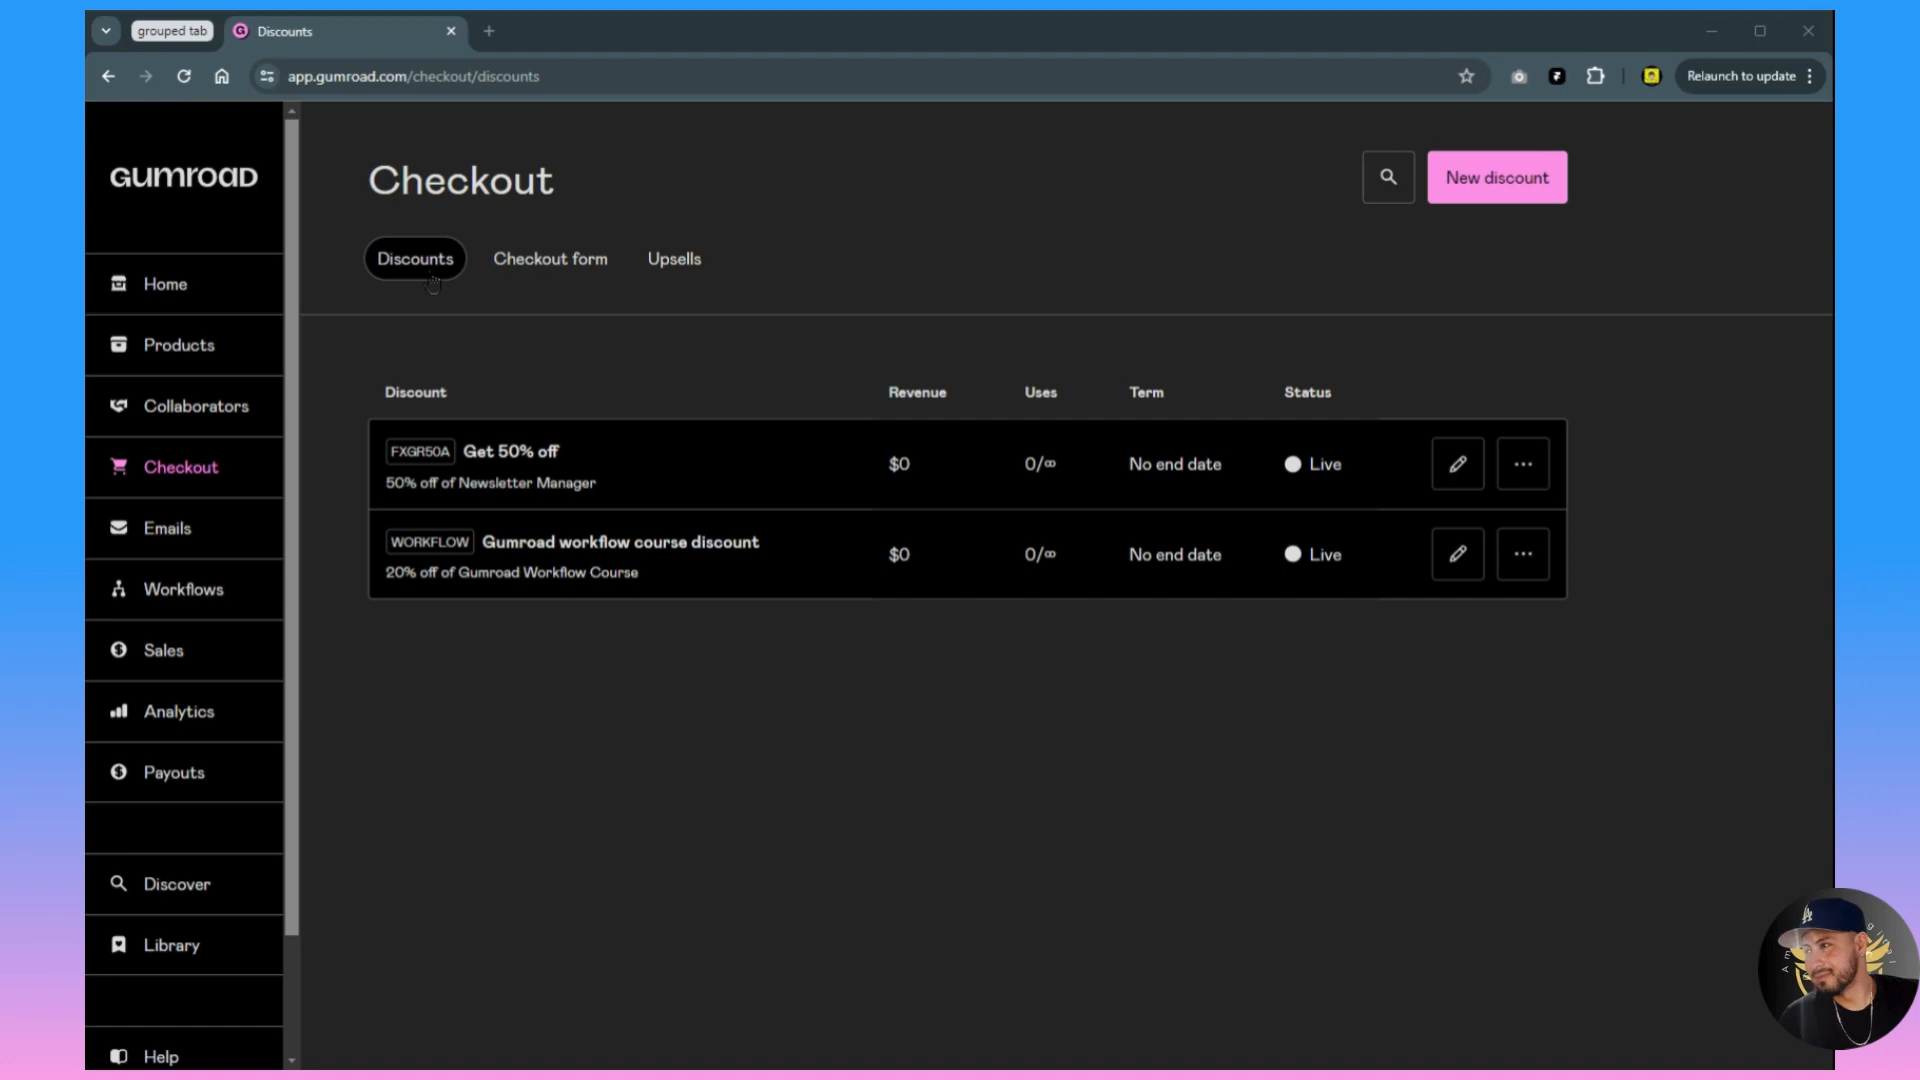 grouped tab
Discounts
app.gumroad.com/checkout/discounts
Relaunch to update
GUMROAD
Home
Products
Collaborators
Checkout
Emails
Workflows
Sales
Analytics
Payouts
Discover
Library
Help
Checkout
New discount
Discounts
Checkout form
Upsells
Discount Revenue Uses Term Status
FXGR50A Get 50% off
50% off of Newsletter Manager
$0 0/∞ No end date Live
WORKFLOW Gumroad workflow course discount
20% off of Gumroad Workflow Course
$0 0/∞ No end date Live